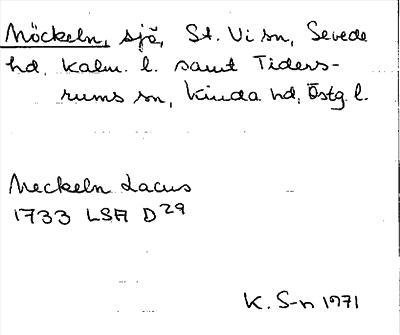 Möckeln, sjö, St. Vi sn, Sevede
hd, Kalm. l. samt Tiders-
rums sn, Kinda hd, Östg. l.
Meckeln Lacus
1733 LSA D29
K. S-n 1971